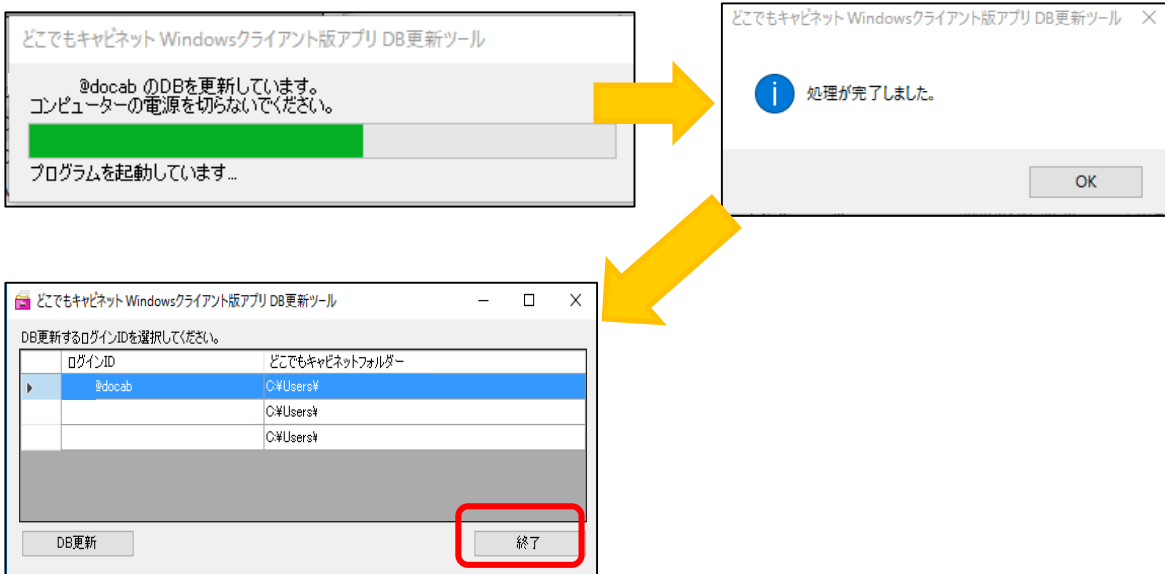 どこでもキャビネット Windowsクライアント版アプリ DB更新ツール
@docab のDBを更新しています。
コンピューターの電源を切らないでください。
プログラムを起動しています...
どこでもキャビネット Windowsクライアント版アプリ DB更新ツール
処理が完了しました。
OK
どこでもキャビネット Windowsクライアント版アプリ DB更新ツール
DB更新するログインIDを選択してください。
ログインID どこでもキャビネットフォルダー
@docab C:¥Users¥
C:¥Users¥
C:¥Users¥
DB更新 終了